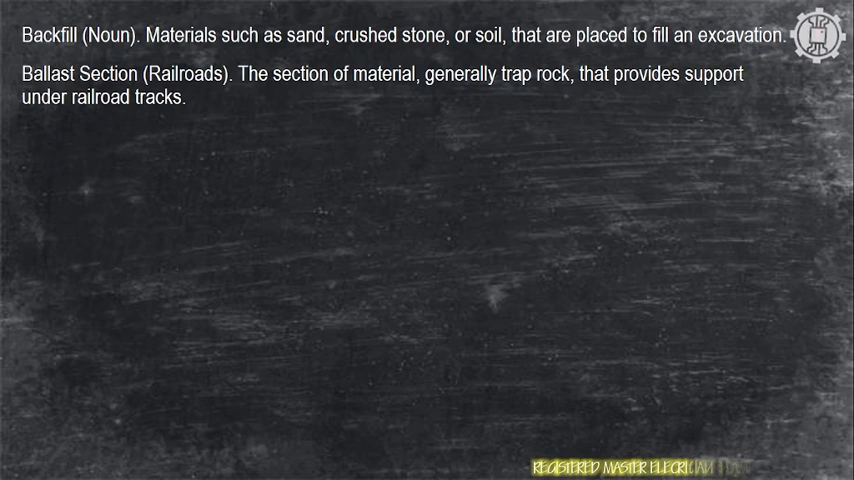 Backfill (Noun). Materials such as sand, crushed stone, or soil, that are placed to fill an excavation.
Ballast Section (Railroads). The section of material, generally trap rock, that provides support
under railroad tracks.
REGISTERED MASTER